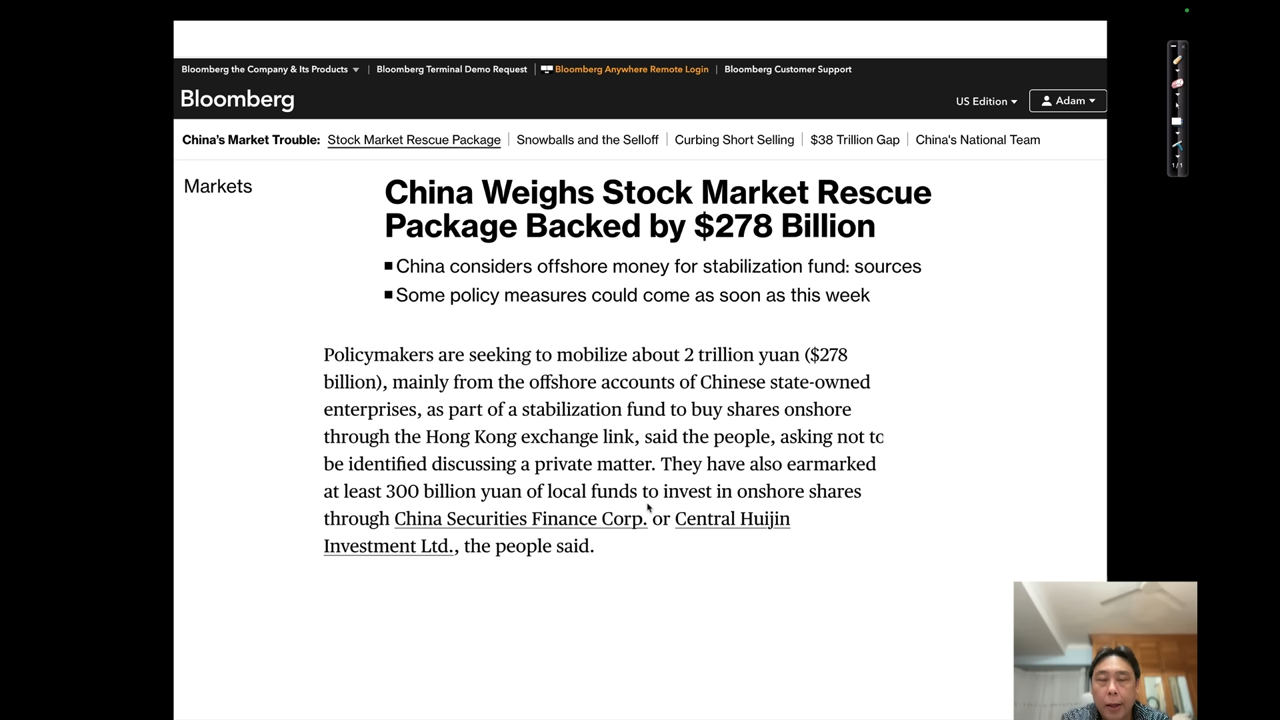 Bloomberg the Company & Its Products ▾ | Bloomberg Terminal Demo Request | Bloomberg Anywhere Remote Login | Bloomberg Customer Support
Bloomberg
US Edition ▾ Adam ▾
China's Market Trouble: Stock Market Rescue Package | Snowballs and the Selloff | Curbing Short Selling | $38 Trillion Gap | China's National Team
Markets
China Weighs Stock Market Rescue
Package Backed by $278 Billion
■ China considers offshore money for stabilization fund: sources
■ Some policy measures could come as soon as this week
Policymakers are seeking to mobilize about 2 trillion yuan ($278
billion), mainly from the offshore accounts of Chinese state-owned
enterprises, as part of a stabilization fund to buy shares onshore
through the Hong Kong exchange link, said the people, asking not to
be identified discussing a private matter. They have also earmarked
at least 300 billion yuan of local funds to invest in onshore shares
through China Securities Finance Corp. or Central Huijin
Investment Ltd., the people said.
1 / 1